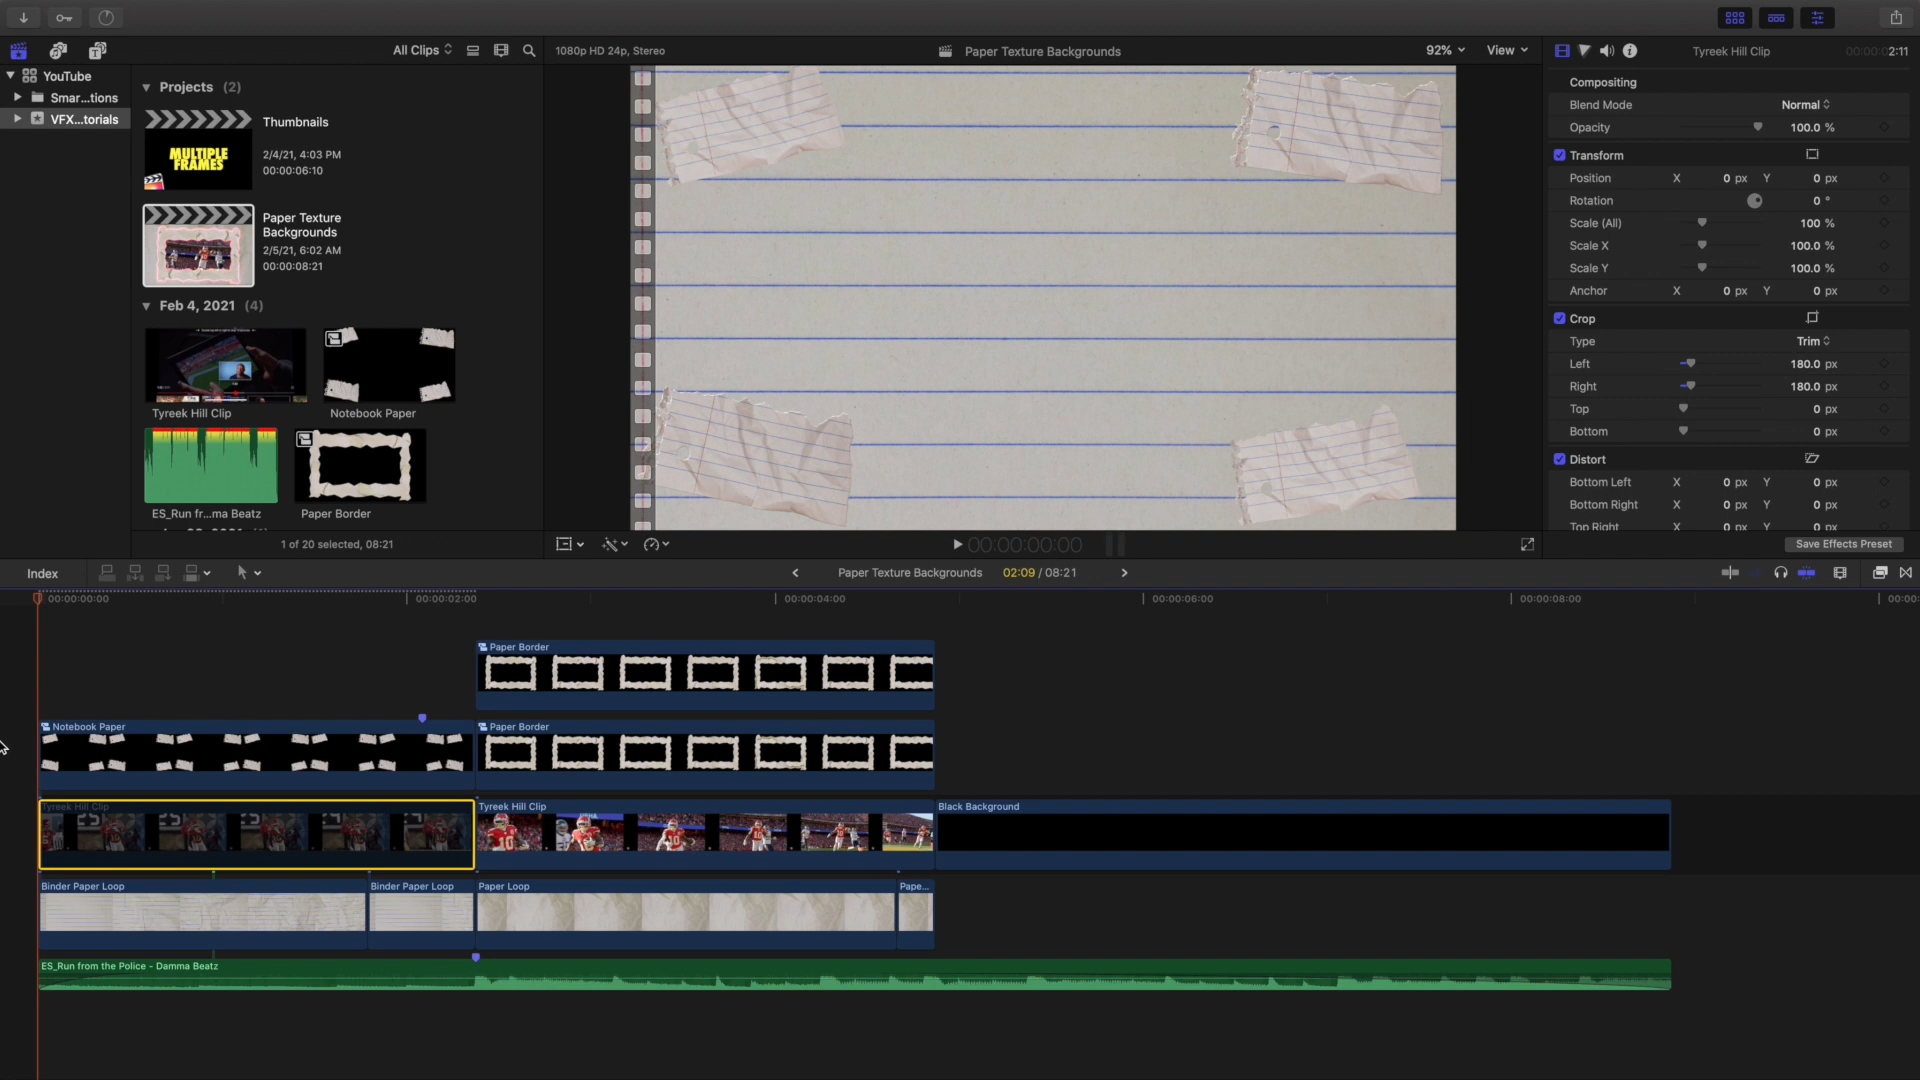 All Clips
1080p HD 24p, Stereo
Paper Texture Backgrounds
92%
View
Tyreek Hill Clip
00:00:02:11
YouTube
Smar...tions
VFX...torials
Projects (2)
Thumbnails
2/4/21, 4:03 PM
00:00:06:10
MULTIPLE
FRAMES
Paper Texture
Backgrounds
2/5/21, 6:02 AM
00:00:08:21
Feb 4, 2021 (4)
Tyreek Hill Clip
Notebook Paper
ES_Run fr...ma Beatz
Paper Border
1 of 20 selected, 08:21
00:00:00:00
Compositing
Blend Mode Normal
Opacity 100.0 %
Transform
Position X 0 px Y 0 px
Rotation 0 °
Scale (All) 100 %
Scale X 100.0 %
Scale Y 100.0 %
Anchor X 0 px Y 0 px
Crop
Type Trim
Left 180.0 px
Right 180.0 px
Top 0 px
Bottom 0 px
Distort
Bottom Left X 0 px Y 0 px
Bottom Right X 0 px Y 0 px
Top Right X 0 px Y 0 px
Save Effects Preset
Index
Paper Texture Backgrounds 02:09 / 08:21
00:00:00:00 00:00:02:00 00:00:04:00 00:00:06:00 00:00:08:00 00:00:
Paper Border
Notebook Paper
Paper Border
Tyreek Hill Clip
Tyreek Hill Clip
Black Background
Binder Paper Loop
Binder Paper Loop
Paper Loop
Pape...
ES_Run from the Police - Damma Beatz